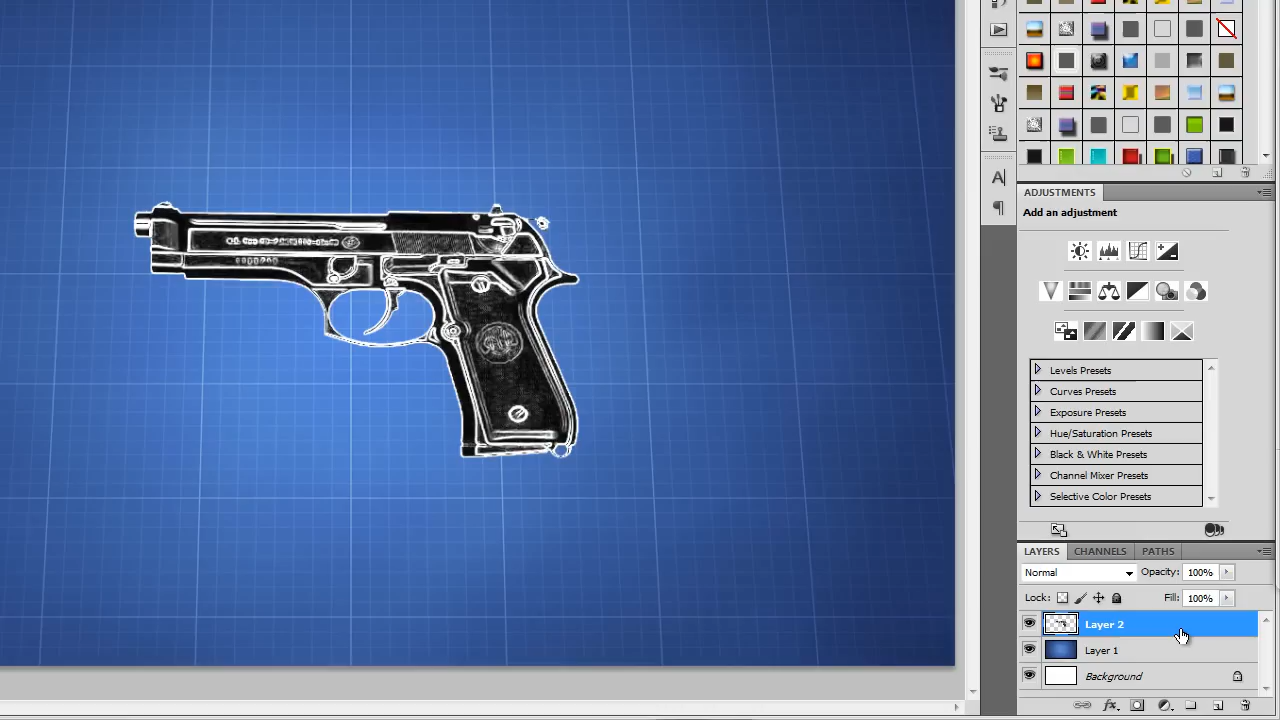 A
ADJUSTMENTS
Add an adjustment
Levels Presets
Curves Presets
Exposure Presets
Hue/Saturation Presets
Black & White Presets
Channel Mixer Presets
Selective Color Presets
LAYERS CHANNELS PATHS
Normal Opacity: 100%
Lock: Fill: 100%
Layer 2
Layer 1
Background
fx